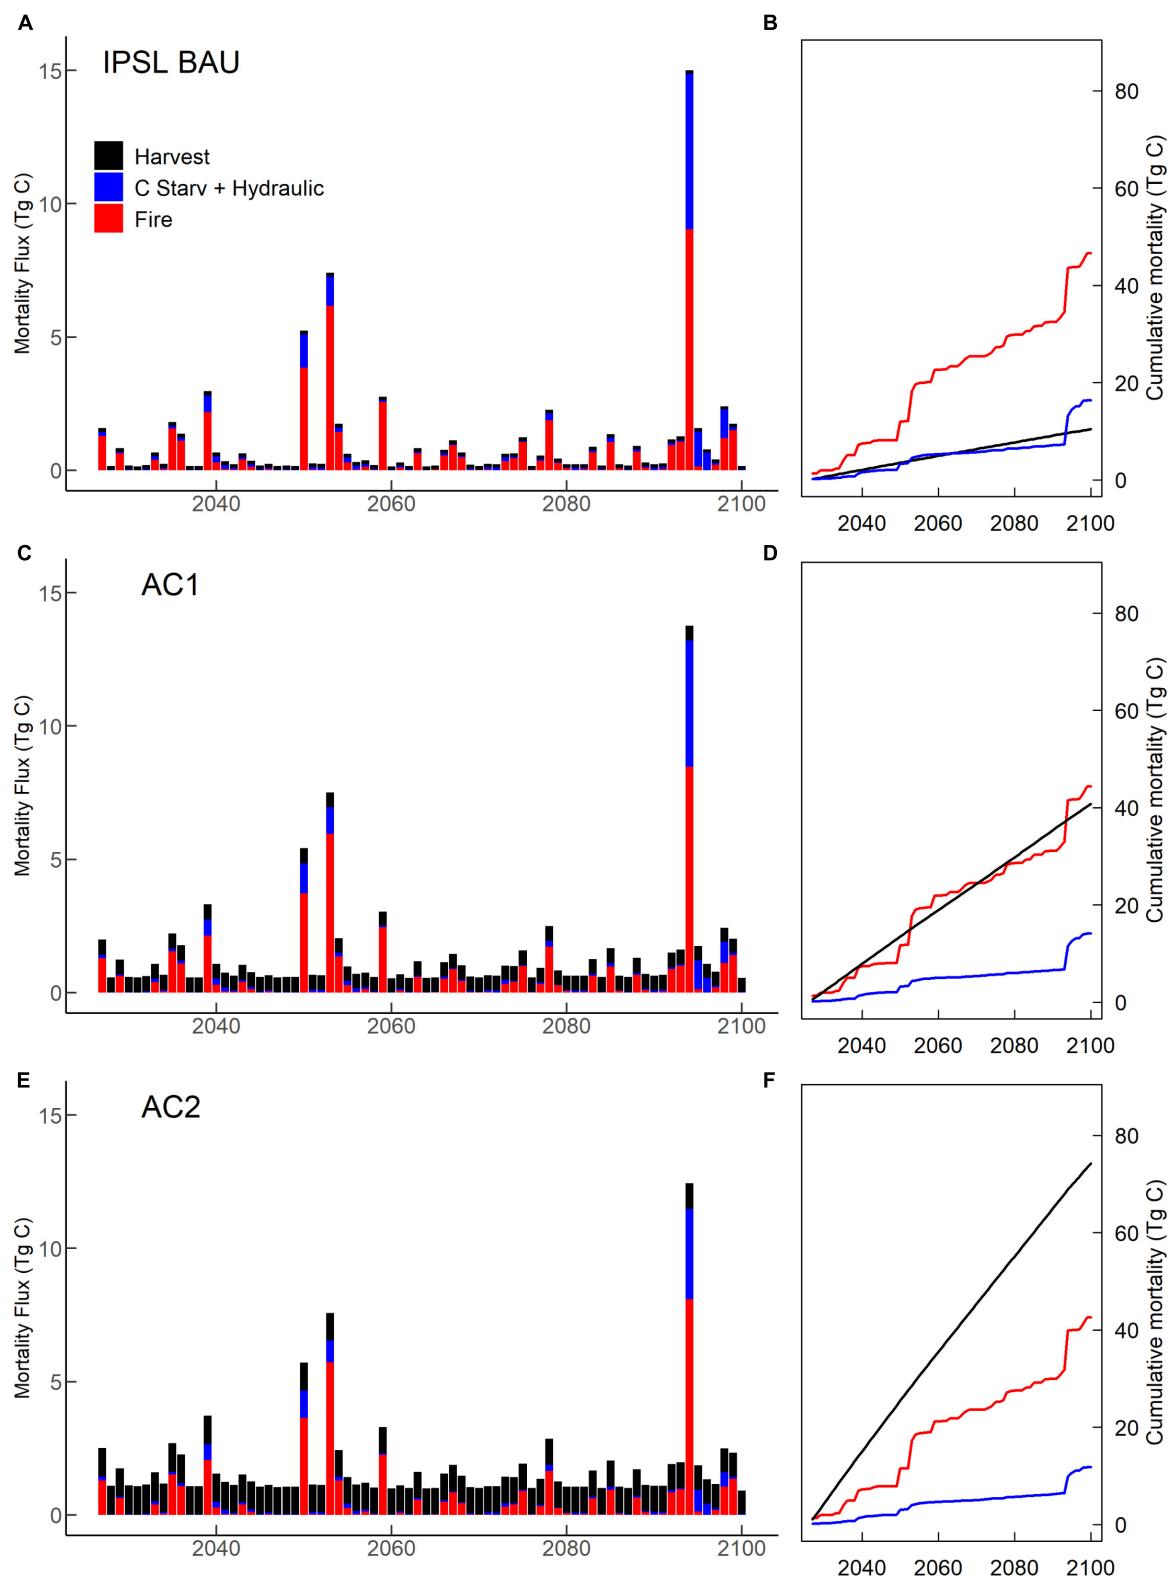 A
IPSL BAU
Harvest
C Starv + Hydraulic
Fire
Mortality Flux (Tg C)
15
10
5
0
2040 2060 2080 2100
B
80
60
40
20
0
Cumulative mortality (Tg C)
2040 2060 2080 2100
C
AC1
Mortality Flux (Tg C)
15
10
5
0
2040 2060 2080 2100
D
80
60
40
20
0
Cumulative mortality (Tg C)
2040 2060 2080 2100
E
AC2
Mortality Flux (Tg C)
15
10
5
0
2040 2060 2080 2100
F
80
60
40
20
0
Cumulative mortality (Tg C)
2040 2060 2080 2100